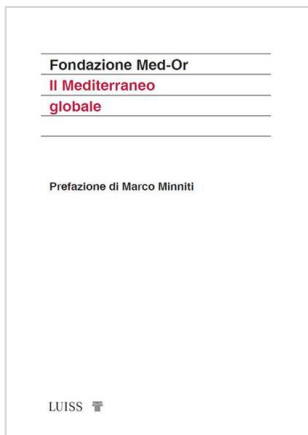 Fondazione Med-Or
Il Mediterraneo
globale
Prefazione di Marco Minniti
LUISS